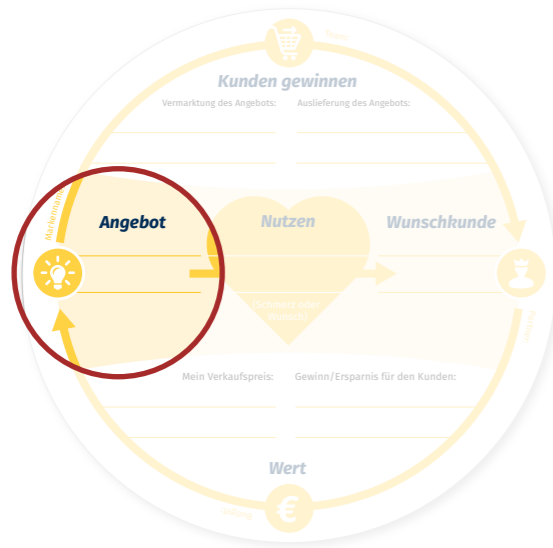 Kunden gewinnen
Vermarktung des Angebots: Auslieferung des Angebots:
Markenname
Angebot
Nutzen
Wunschkunde
(Schmerz oder
Wunsch)
Mein Verkaufspreis: Gewinn/Ersparnis für den Kunden:
Wert
€